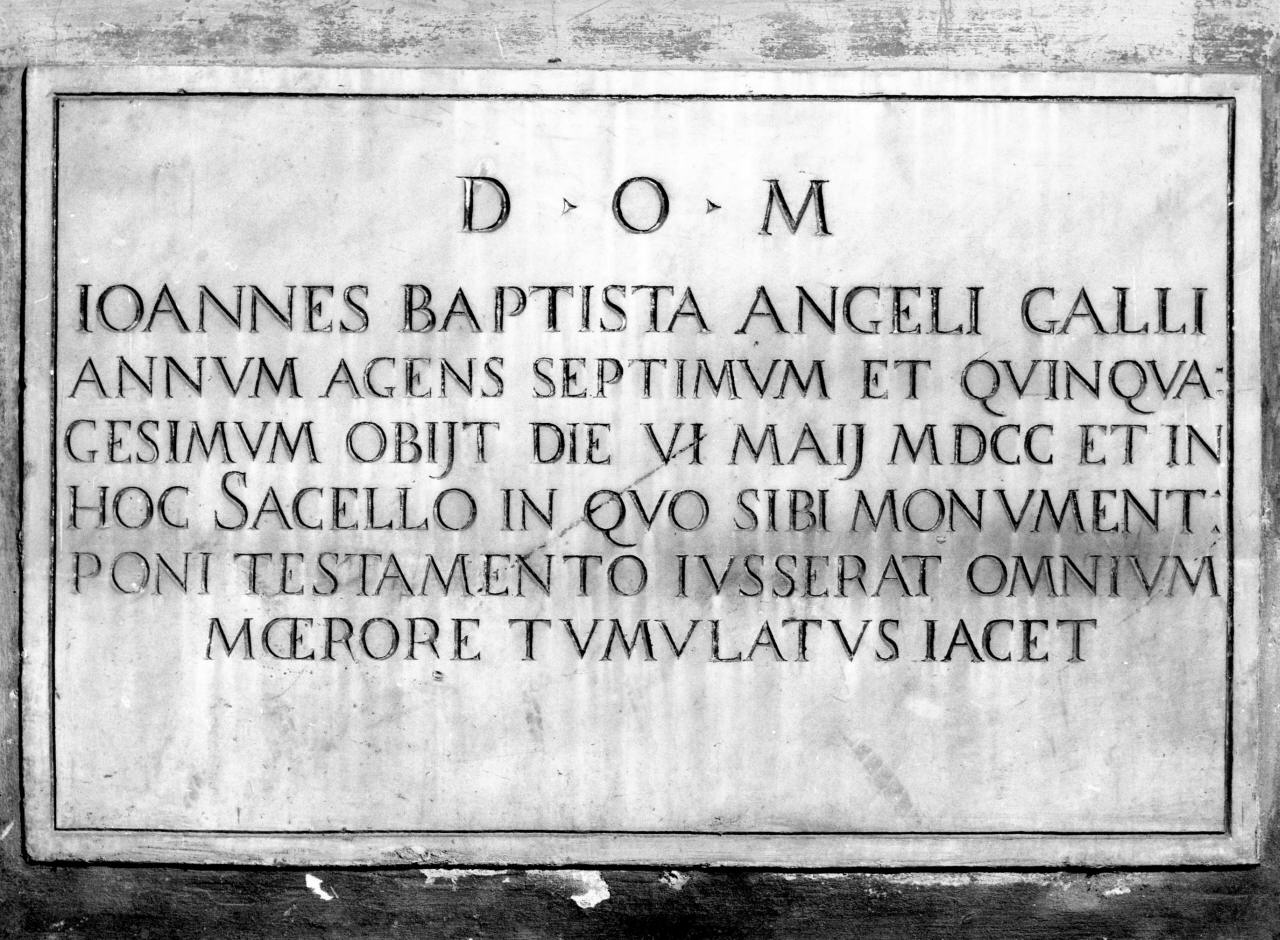 D · O · M
IOANNES BAPTISTA ANGELI GALLI
ANNVM AGENS SEPTIMVM ET QVINQVA:
GESIMVM OBIJT DIE VI MAIJ MDCC ET IN
HOC SACELLO IN QVO SIBI MONVMENT:
PONI TESTAMENTO IVSSERAT OMNIVM
MŒRORE TVMVLATVS IACET